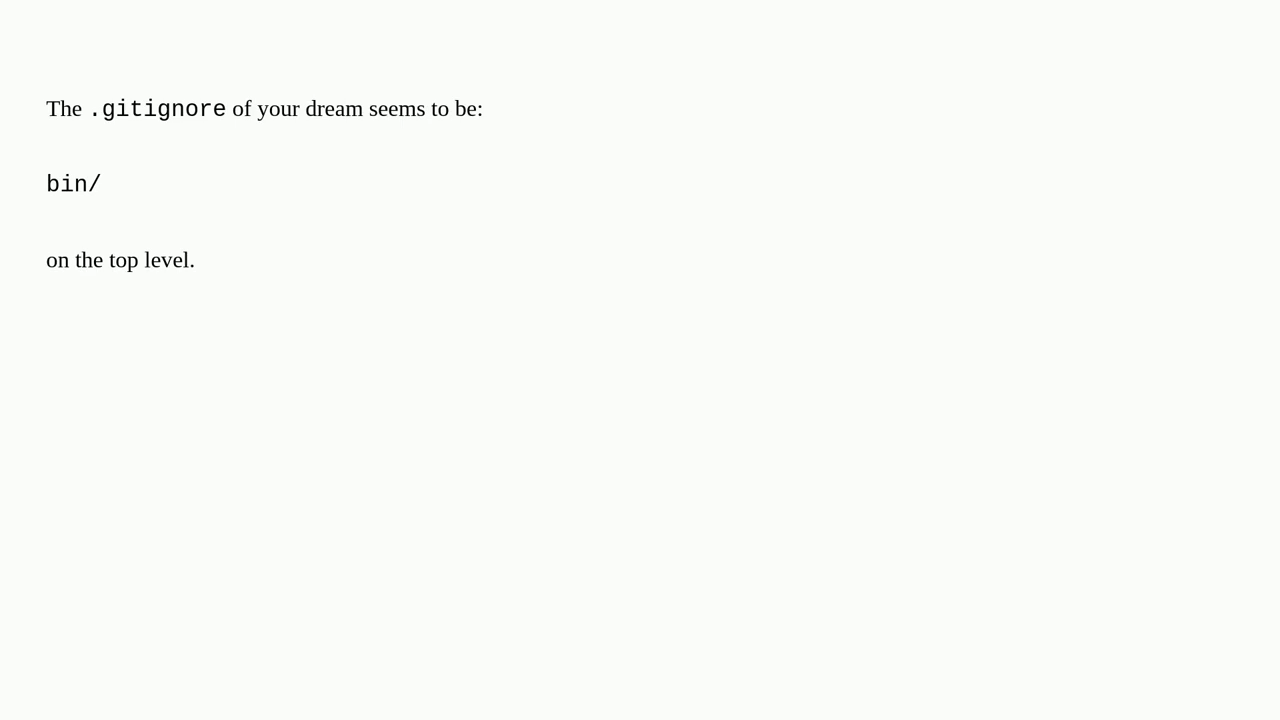 The .gitignore of your dream seems to be:
bin/
on the top level.